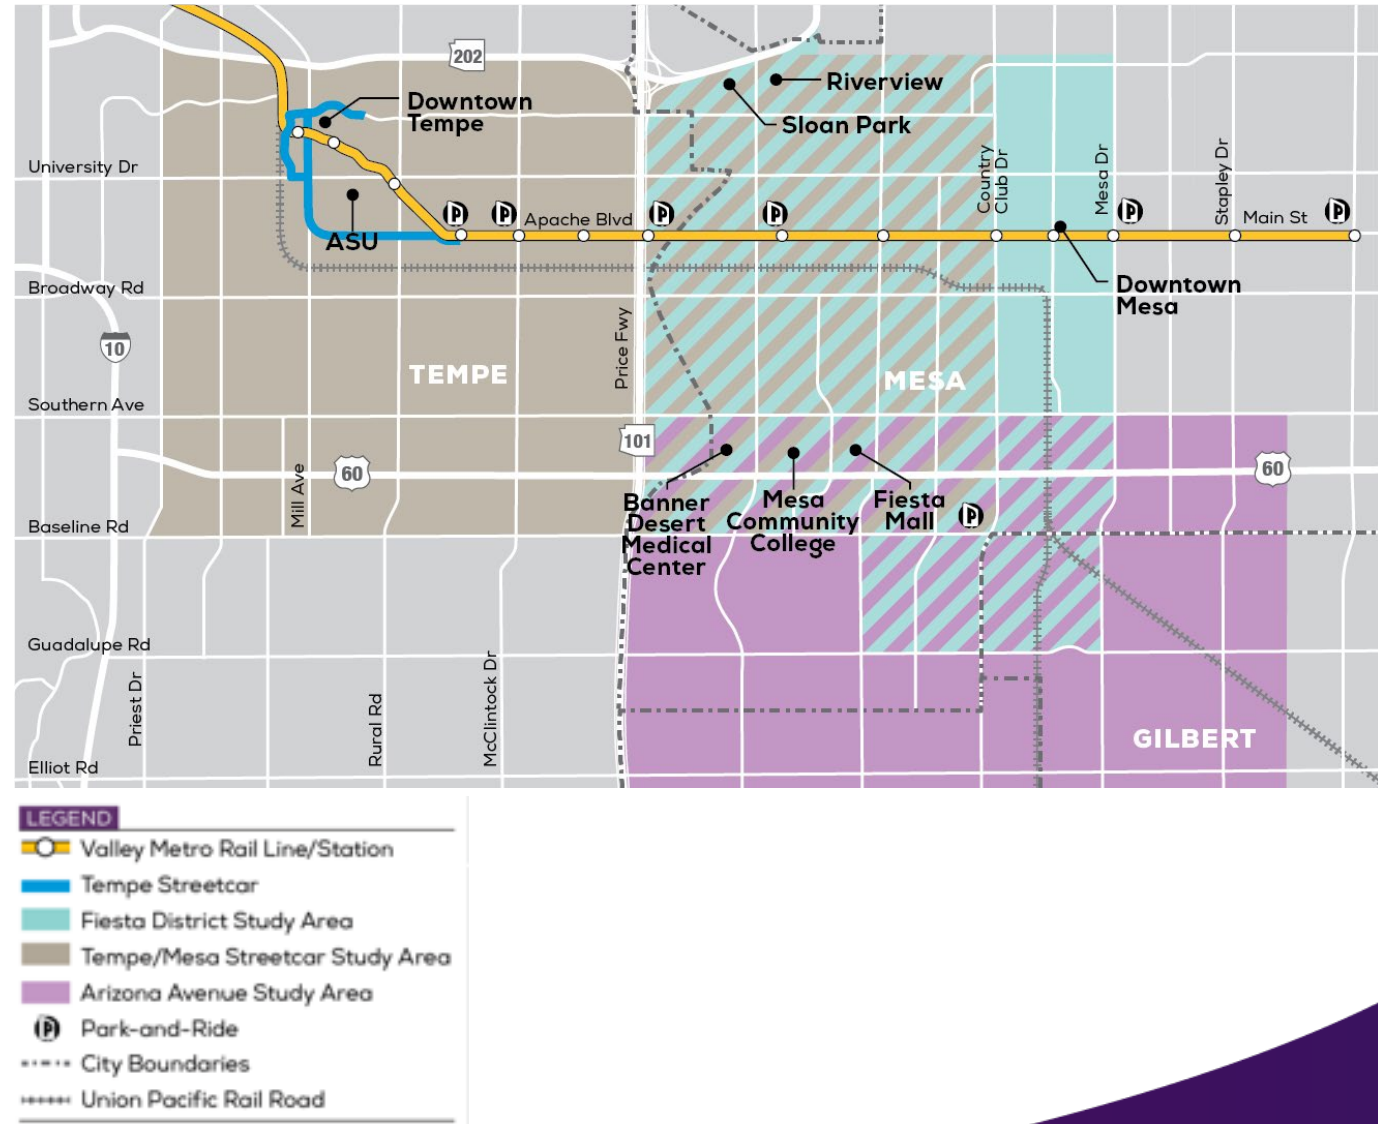 202
Riverview
Downtown
Tempe
Sloan Park
University Dr
Country
Club Dr
Mesa Dr
Stapley Dr
P
P
P
P
P
P
Apache Blvd
Main St
ASU
Broadway Rd
Downtown
Mesa
10
Price Fwy
TEMPE
MESA
Southern Ave
101
60
60
Mill Ave
Banner
Desert
Medical
Center
Mesa
Community
College
Fiesta
Mall
P
Baseline Rd
Guadalupe Rd
Priest Dr
Rural Rd
McClintock Dr
GILBERT
Elliot Rd
LEGEND
Valley Metro Rail Line/Station
Tempe Streetcar
Fiesta District Study Area
Tempe/Mesa Streetcar Study Area
Arizona Avenue Study Area
P
Park-and-Ride
City Boundaries
Union Pacific Rail Road